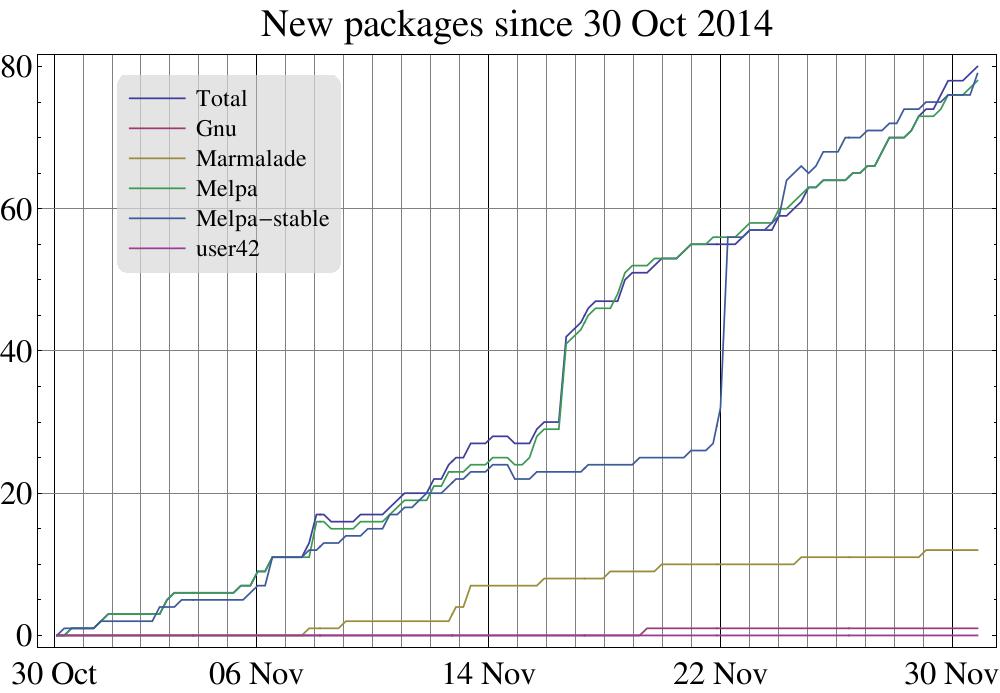 New packages since 30 Oct 2014
80
60
40
20
0
Total
Gnu
Marmalade
Melpa
Melpa-stable
user42
30 Oct 06 Nov 14 Nov 22 Nov 30 Nov